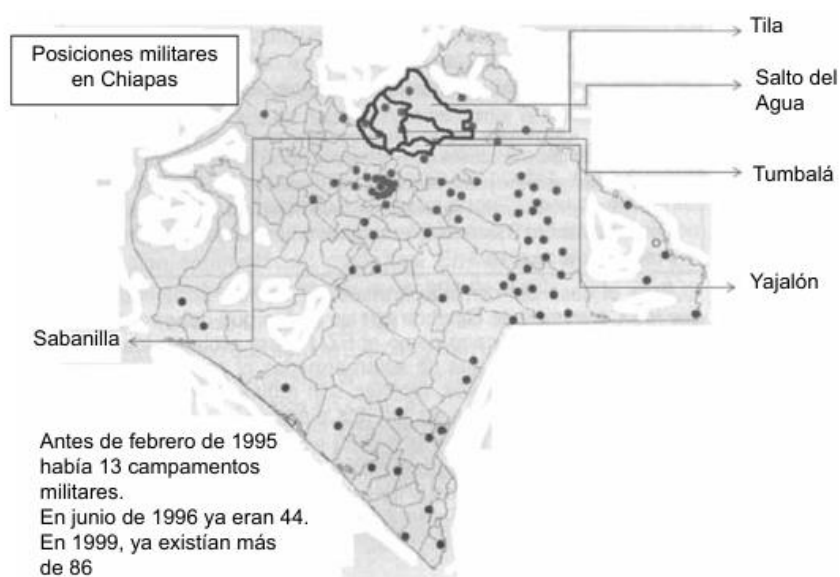 Posiciones militares
en Chiapas
Tila
Salto del
Agua
Tumbalá
Yajalón
Sabanilla
Antes de febrero de 1995
había 13 campamentos
militares.
En junio de 1996 ya eran 44.
En 1999, ya existían más
de 86